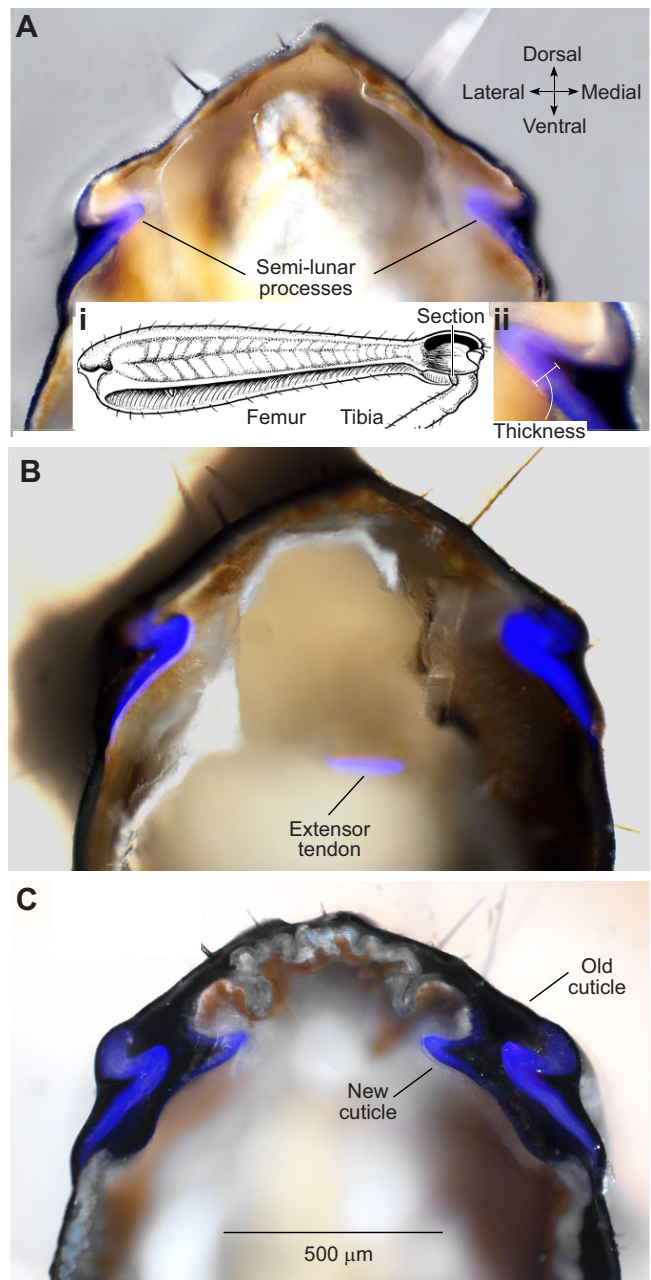 A
Dorsal
Lateral
Medial
Ventral
Semi-lunar
processes
i
Section
ii
Femur
Tibia
Thickness
B
Extensor
tendon
C
Old
cuticle
New
cuticle
500 μm